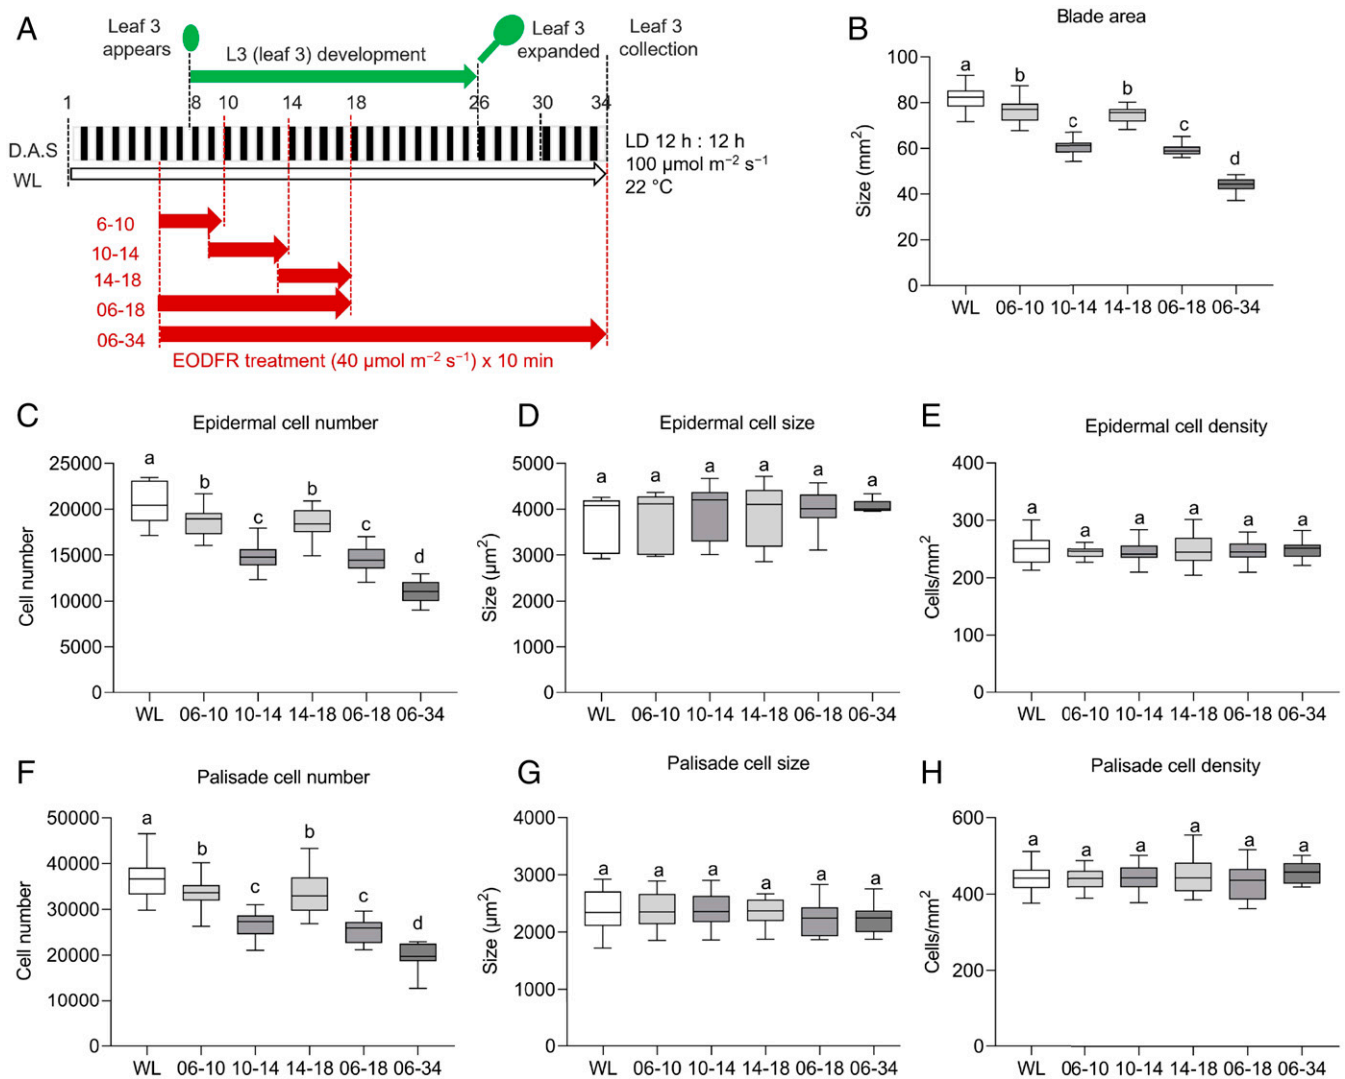 A
Leaf 3
appears
L3 (leaf 3) development
Leaf 3
expanded
Leaf 3
collection
1
8
10
14
18
26
30
34
D.A.S
WL
LD 12 h : 12 h
100 µmol m−2 s−1
22 °C
6-10
10-14
14-18
06-18
06-34
EODFR treatment (40 µmol m−2 s−1) x 10 min
B
Blade area
Size (mm2)
100
80
60
40
20
0
a
b
c
b
c
d
WL 06-10 10-14 14-18 06-18 06-34
C
Epidermal cell number
Cell number
25000
20000
15000
10000
5000
0
a
b
c
b
c
d
WL 06-10 10-14 14-18 06-18 06-34
D
Epidermal cell size
Size (µm2)
5000
4000
3000
2000
1000
0
a a a a a a
WL 06-10 10-14 14-18 06-18 06-34
E
Epidermal cell density
Cells/mm2
400
300
200
100
0
a a a a a a
WL 06-10 10-14 14-18 06-18 06-34
F
Palisade cell number
Cell number
50000
40000
30000
20000
10000
0
a
b
c
b
c
d
WL 06-10 10-14 14-18 06-18 06-34
G
Palisade cell size
Size (µm2)
4000
3000
2000
1000
0
a a a a a a
WL 06-10 10-14 14-18 06-18 06-34
H
Palisade cell density
Cells/mm2
600
400
200
0
a a a a a a
WL 06-10 10-14 14-18 06-18 06-34